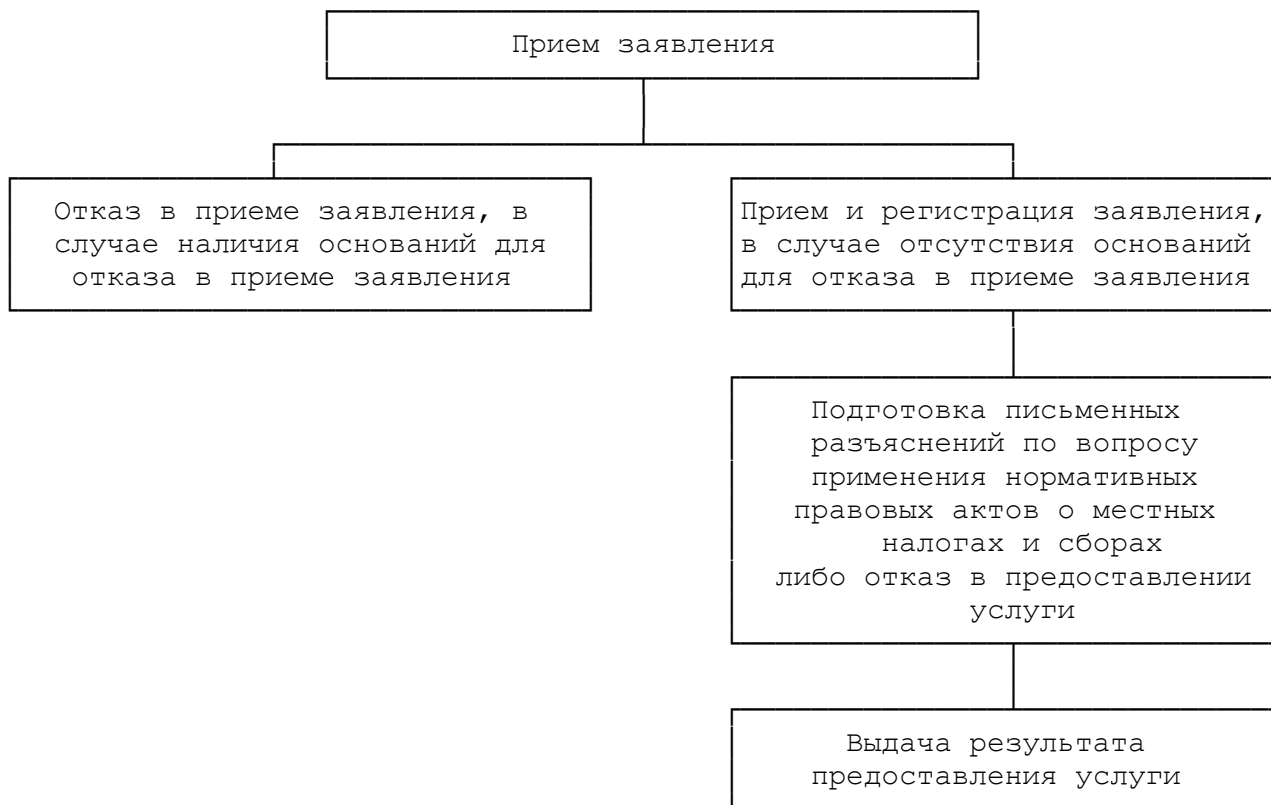 Прием заявления
Отказ в приеме заявления, в
случае наличия оснований для
отказа в приеме заявления
Прием и регистрация заявления,
в случае отсутствия оснований
для отказа в приеме заявления
Подготовка письменных
разъяснений по вопросу
применения нормативных
правовых актов о местных
налогах и сборах
либо отказ в предоставлении
услуги
Выдача результата
предоставления услуги